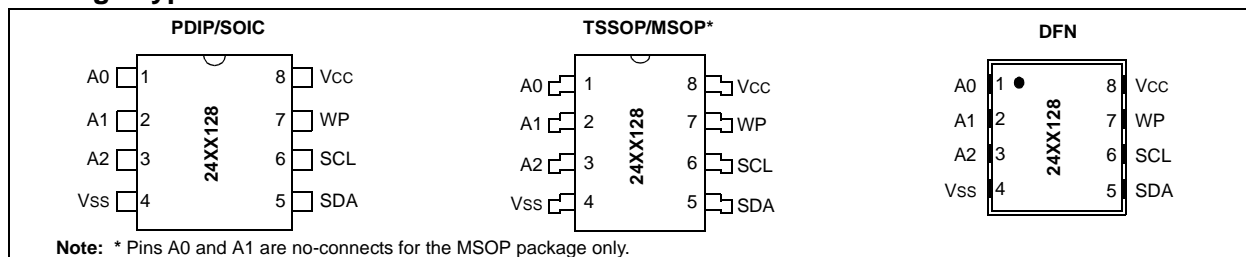 PDIP/SOIC
A0 1 8 VCC
A1 2 7 WP
A2 3 6 SCL
VSS 4 5 SDA
24XX128
TSSOP/MSOP*
A0 1 8 VCC
A1 2 7 WP
A2 3 6 SCL
VSS 4 5 SDA
24XX128
DFN
A0 1 8 VCC
A1 2 7 WP
A2 3 6 SCL
VSS 4 5 SDA
24XX128
Note: * Pins A0 and A1 are no-connects for the MSOP package only.